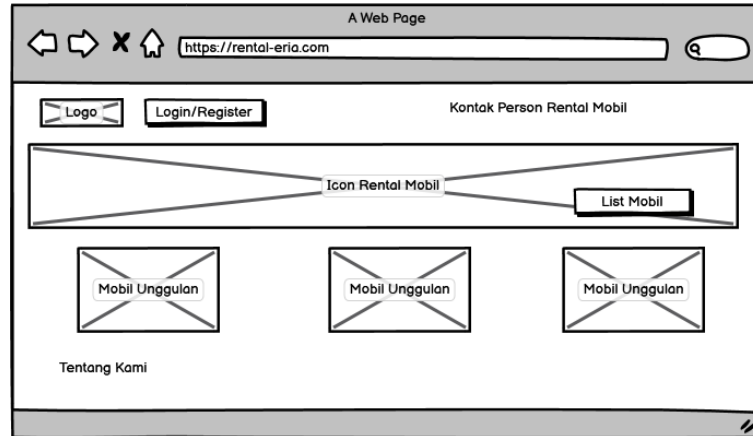 A Web Page
https://rental-eria.com
Logo
Login/Register
Kontak Person Rental Mobil
Icon Rental Mobil
List Mobil
Mobil Unggulan
Mobil Unggulan
Mobil Unggulan
Tentang Kami